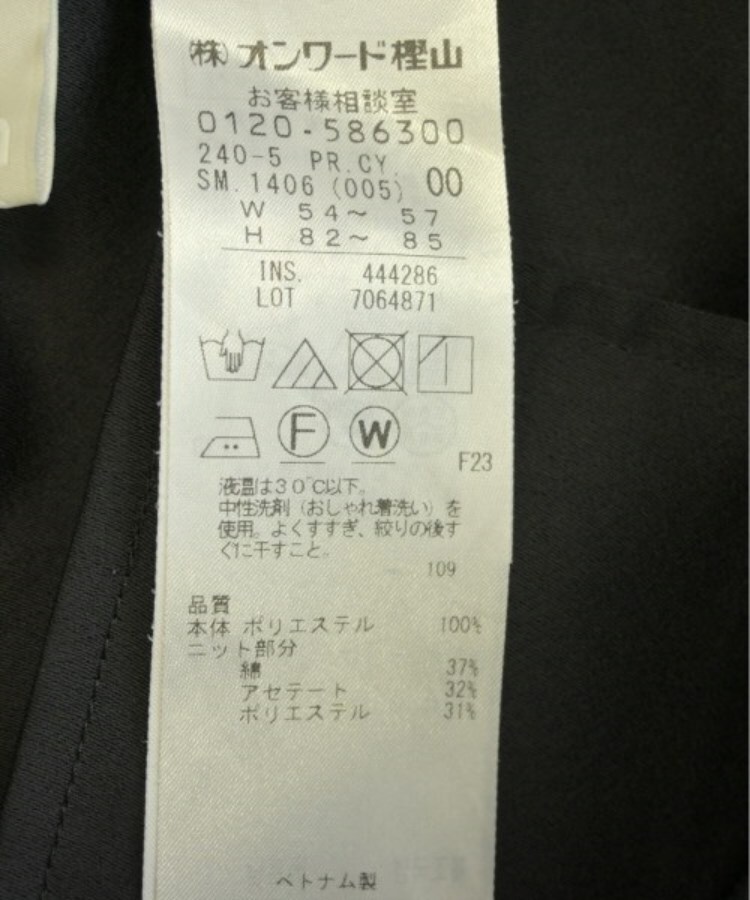 (株)オンワード樫山
お客様相談室
0120-586300
240-5 PR.CY.
SM.1406 (005) 00
W 54～ 57
H 82～ 85
INS. 444286
LOT 7064871
F W
F23
液温は30℃以下。
中性洗剤（おしゃれ着洗い）を
使用。よくすすぎ、絞りの後す
ぐに干すこと。
109
品質
本体 ポリエステル 100%
ニット部分
綿 37%
アセテート 32%
ポリエステル 31%
ベトナム製